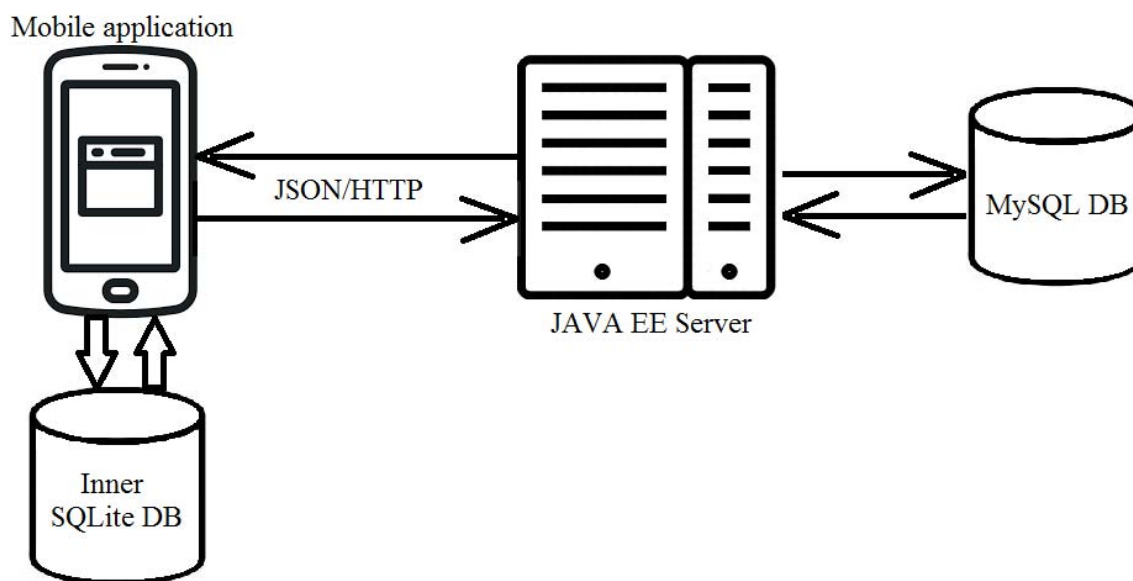 Mobile application
JSON/HTTP
MySQL DB
JAVA EE Server
Inner
SQLite DB